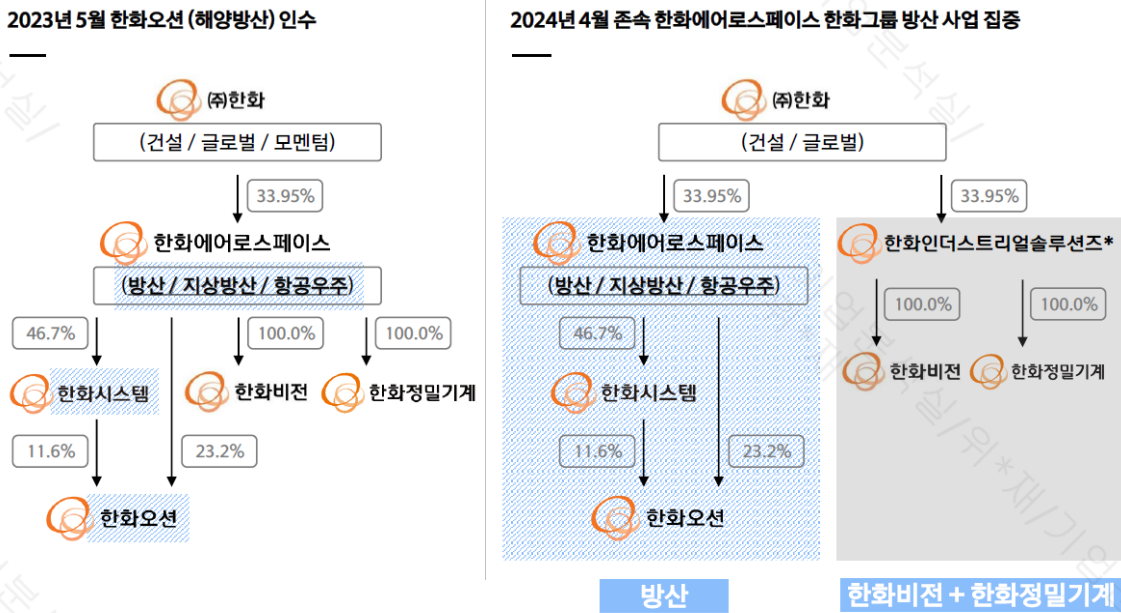 2023년 5월 한화오션 (해양방산) 인수
㈜한화
(건설 / 글로벌 / 모멘텀)
33.95%
한화에어로스페이스
(방산 / 지상방산 / 항공우주)
46.7%
100.0%
100.0%
한화시스템
한화비전
한화정밀기계
11.6%
23.2%
한화오션
2024년 4월 존속 한화에어로스페이스 한화그룹 방산 사업 집중
㈜한화
(건설 / 글로벌)
33.95%
33.95%
한화에어로스페이스
(방산 / 지상방산 / 항공우주)
46.7%
한화시스템
11.6%
23.2%
한화오션
방산
한화인더스트리얼솔루션즈*
100.0%
100.0%
한화비전
한화정밀기계
한화비전 + 한화정밀기계